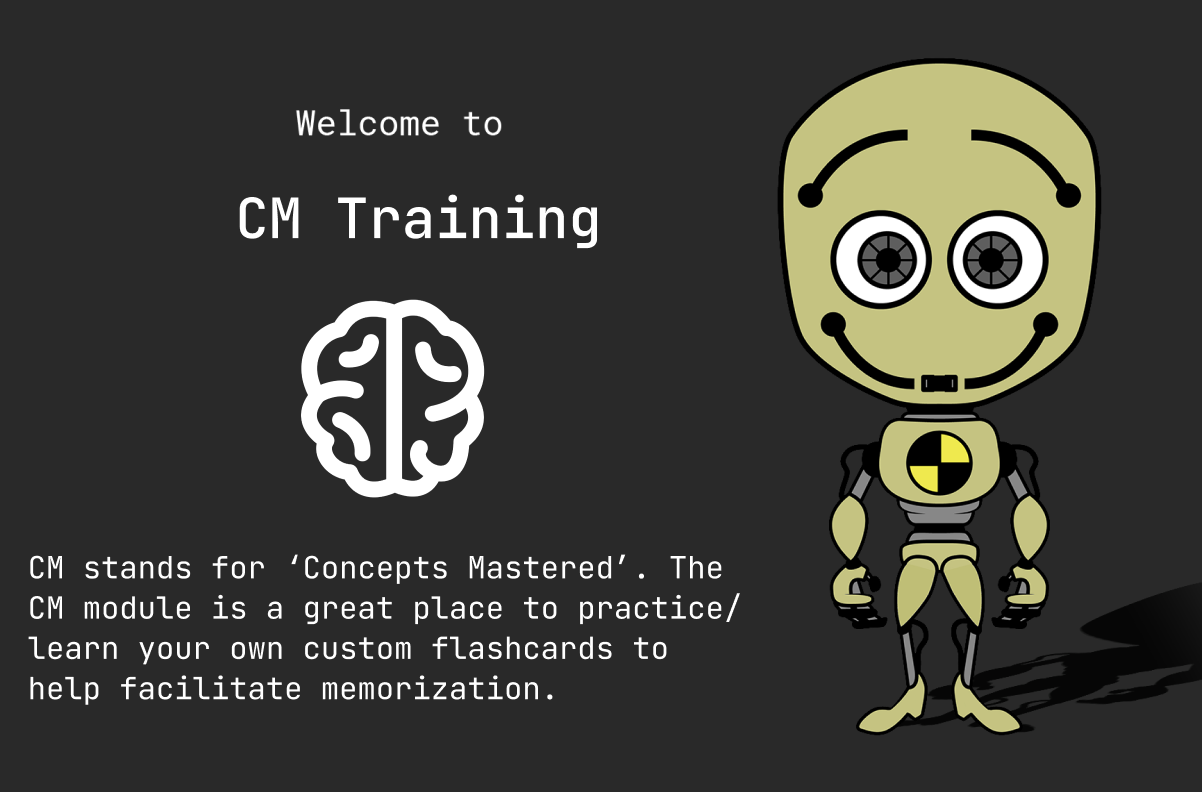 Welcome to
CM Training
CM stands for ‘Concepts Mastered’. The
CM module is a great place to practice/
learn your own custom flashcards to
help facilitate memorization.